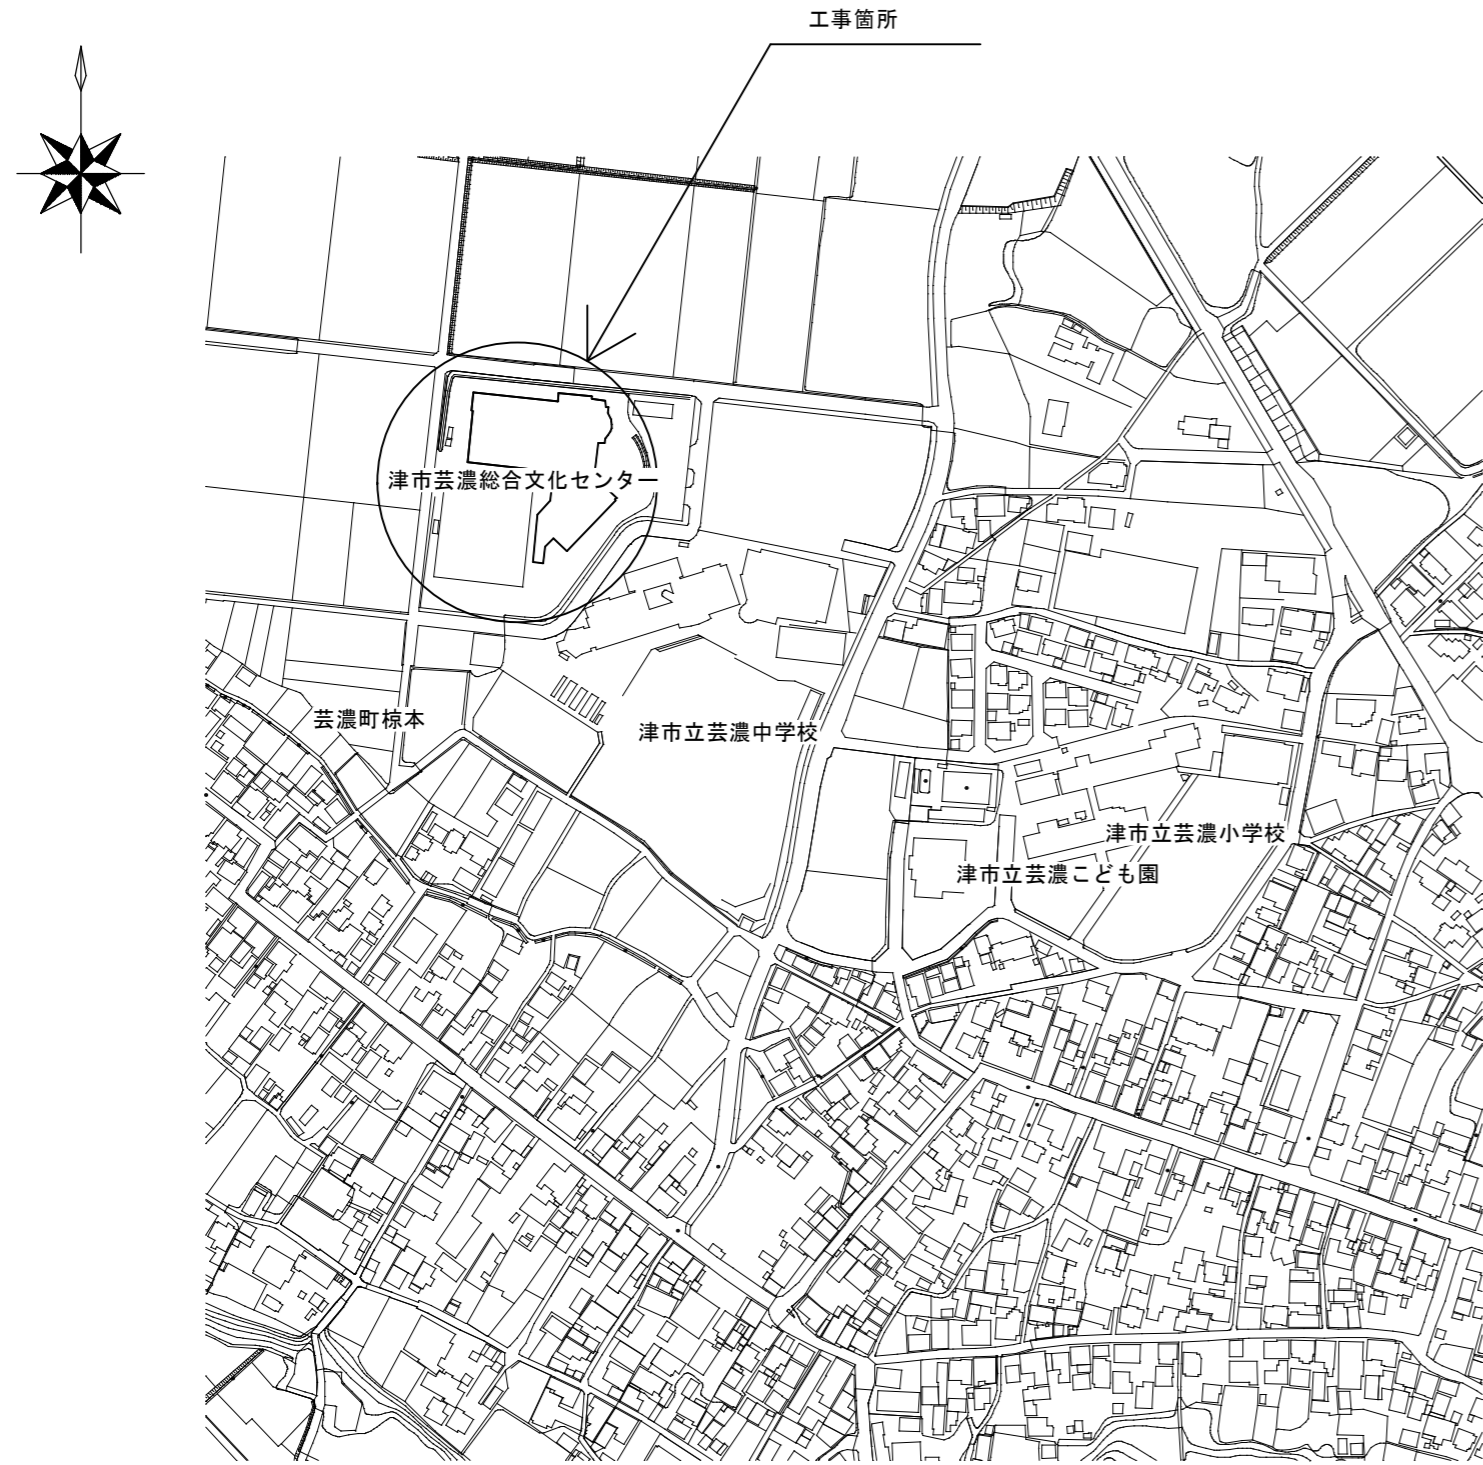 工事箇所
津市芸濃総合文化センター
芸濃町椋本
津市立芸濃中学校
津市立芸濃小学校
津市立芸濃こども園